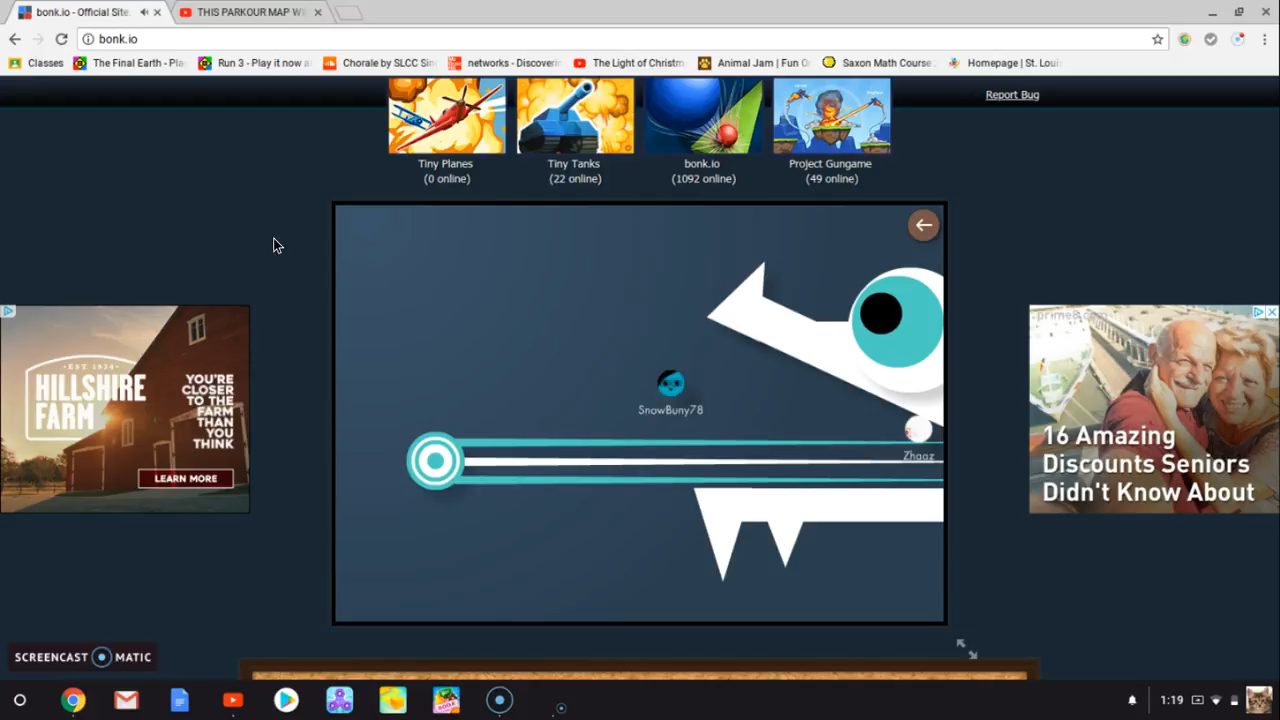 bonk.io - Official Site:
THIS PARKOUR MAP WI
bonk.io
Classes
The Final Earth - Pla
Run 3 - Play it now a
Chorale by SLCC Sin
networks - Discoveri
The Light of Christm
Animal Jam | Fun O
Saxon Math Course
Homepage | St. Loui
Report Bug
Tiny Planes
(0 online)
Tiny Tanks
(22 online)
bonk.io
(1092 online)
Project Gungame
(49 online)
SnowBuny78
Zhaaz
EST. 1934
HILLSHIRE
FARM
YOU'RE
CLOSER
TO THE
FARM
THAN
YOU
THINK
LEARN MORE
16 Amazing
Discounts Seniors
Didn't Know About
SCREENCAST O MATIC
1:19